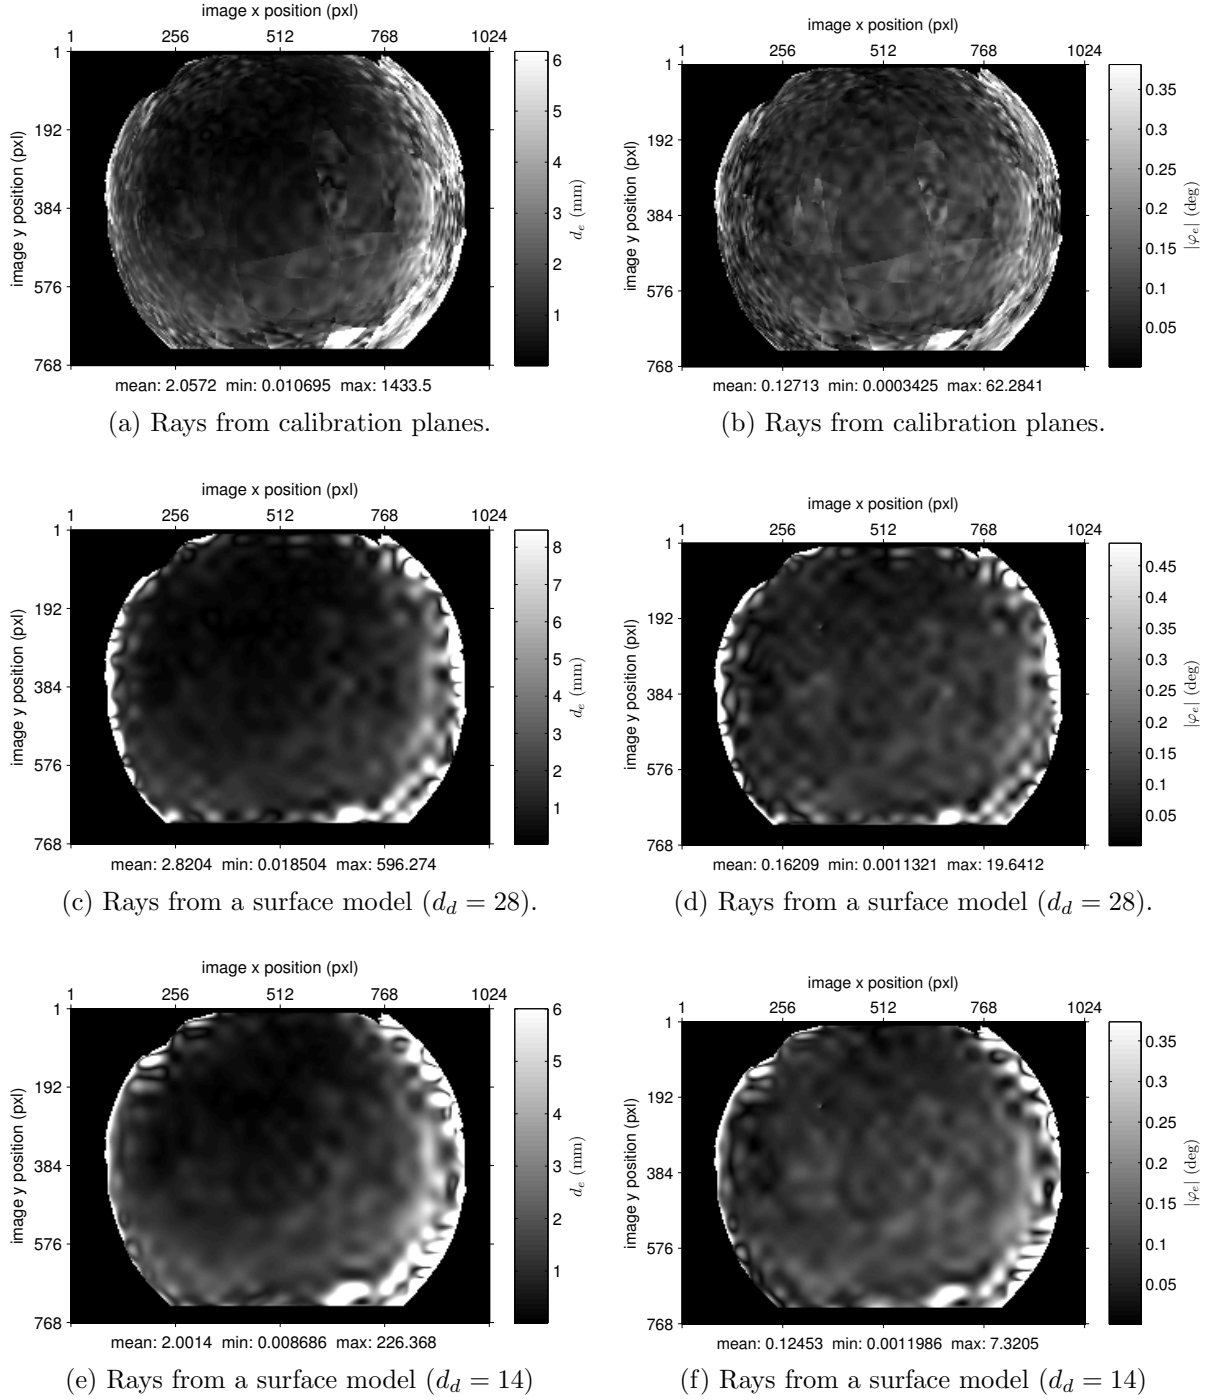 image x position (pxl)
1 256 512 768 1024
1
192
384
576
768
image y position (pxl)
6
5
4
3
2
1
d_e (mm)
mean: 2.0572 min: 0.010695 max: 1433.5
(a) Rays from calibration planes.
image x position (pxl)
1 256 512 768 1024
1
192
384
576
768
image y position (pxl)
0.35
0.3
0.25
0.2
0.15
0.1
0.05
|φ_e| (deg)
mean: 0.12713 min: 0.0003425 max: 62.2841
(b) Rays from calibration planes.
image x position (pxl)
1 256 512 768 1024
1
192
384
576
768
image y position (pxl)
8
7
6
5
4
3
2
1
d_e (mm)
mean: 2.8204 min: 0.018504 max: 596.274
(c) Rays from a surface model (d_d = 28).
image x position (pxl)
1 256 512 768 1024
1
192
384
576
768
image y position (pxl)
0.45
0.4
0.35
0.3
0.25
0.2
0.15
0.1
0.05
|φ_e| (deg)
mean: 0.16209 min: 0.0011321 max: 19.6412
(d) Rays from a surface model (d_d = 28).
image x position (pxl)
1 256 512 768 1024
1
192
384
576
768
image y position (pxl)
6
5
4
3
2
1
d_e (mm)
mean: 2.0014 min: 0.008686 max: 226.368
(e) Rays from a surface model (d_d = 14)
image x position (pxl)
1 256 512 768 1024
1
192
384
576
768
image y position (pxl)
0.35
0.3
0.25
0.2
0.15
0.1
0.05
|φ_e| (deg)
mean: 0.12453 min: 0.0011986 max: 7.3205
(f) Rays from a surface model (d_d = 14)